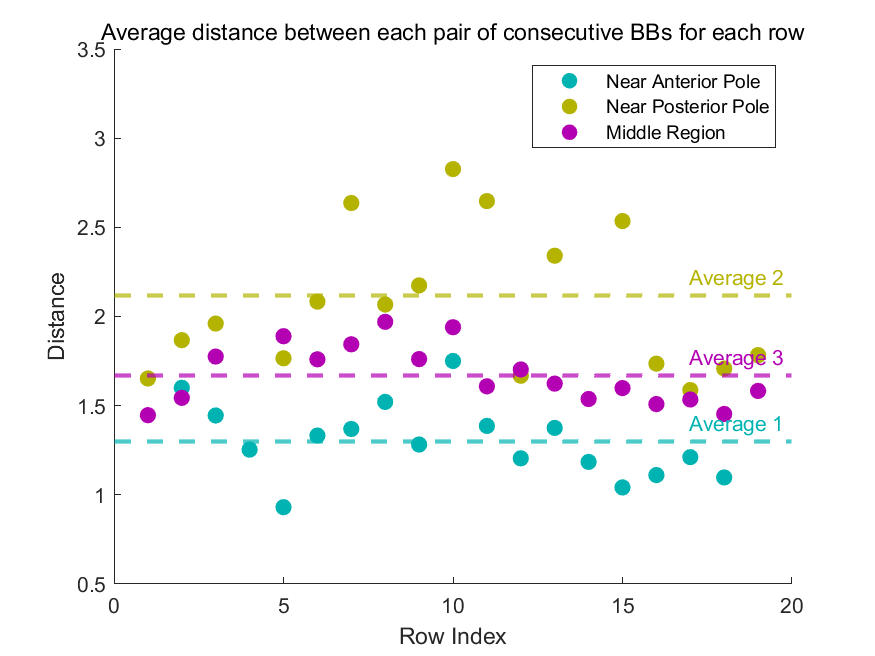 Average distance between each pair of consecutive BBs for each row
3.5
3
2.5
2
1.5
1
0.5
Distance
Near Anterior Pole
Near Posterior Pole
Middle Region
Average 2
Average 3
Average 1
0
5
10
15
20
Row Index